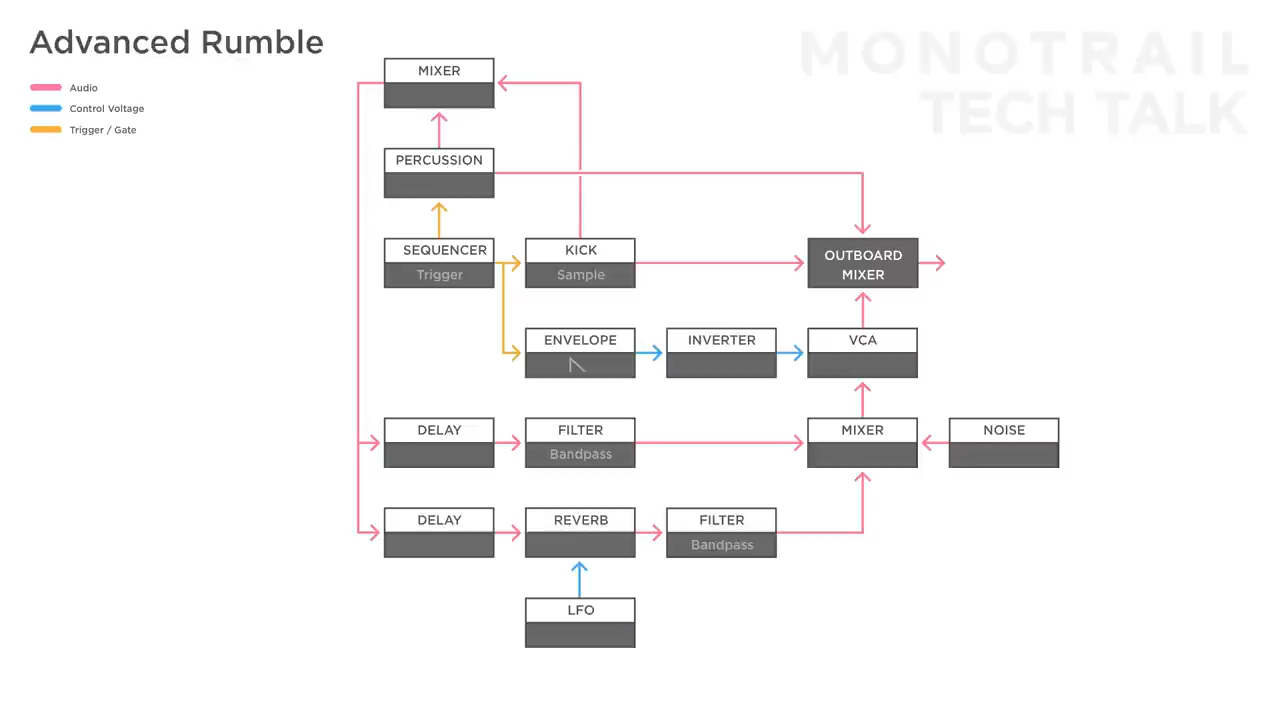 Advanced Rumble
MONOTRAIL
TECH TALK
Audio
Control Voltage
Trigger / Gate
MIXER
PERCUSSION
SEQUENCER
Trigger
KICK
Sample
OUTBOARD
MIXER
ENVELOPE
INVERTER
VCA
DELAY
FILTER
Bandpass
MIXER
NOISE
DELAY
REVERB
FILTER
Bandpass
LFO